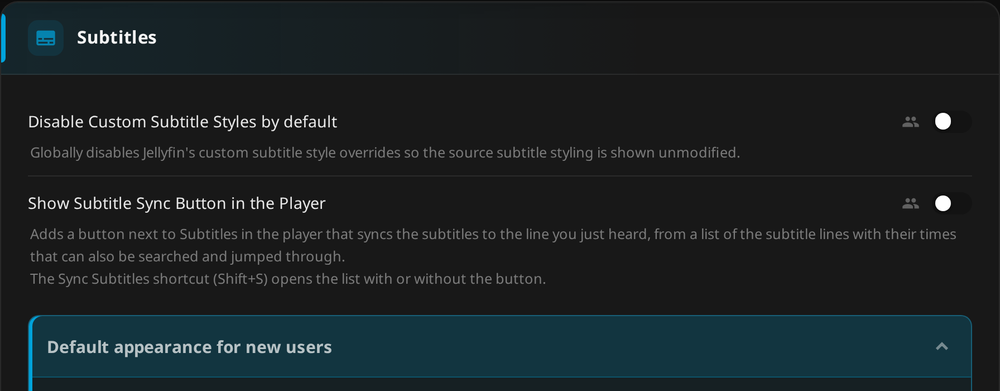 Subtitles
Disable Custom Subtitle Styles by default
Globally disables Jellyfin's custom subtitle style overrides so the source subtitle styling is shown unmodified.
Show Subtitle Sync Button in the Player
Adds a button next to Subtitles in the player that syncs the subtitles to the line you just heard, from a list of the subtitle lines with their times
that can also be searched and jumped through.
The Sync Subtitles shortcut (Shift+S) opens the list with or without the button.
Default appearance for new users